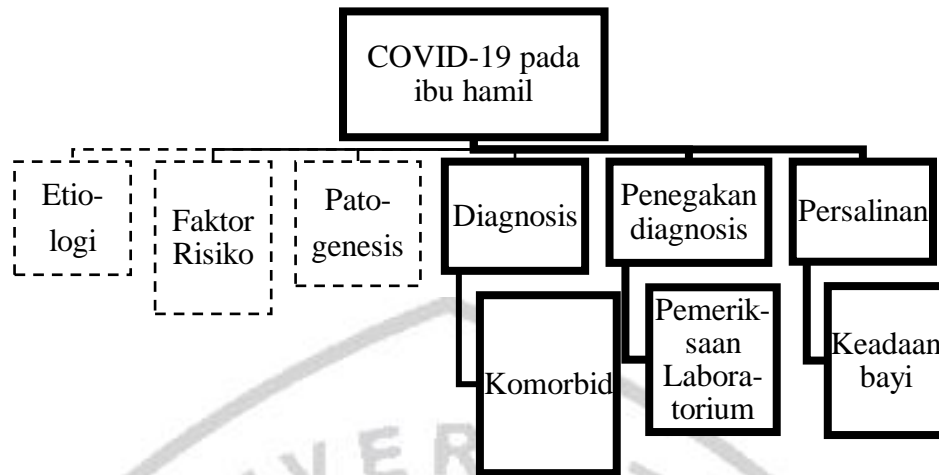 COVID-19 pada
ibu hamil
Etio-
logi
Faktor
Risiko
Pato-
genesis
Diagnosis
Penegakan
diagnosis
Persalinan
Komorbid
Pemerik-
saan
Labora-
torium
Keadaan
bayi